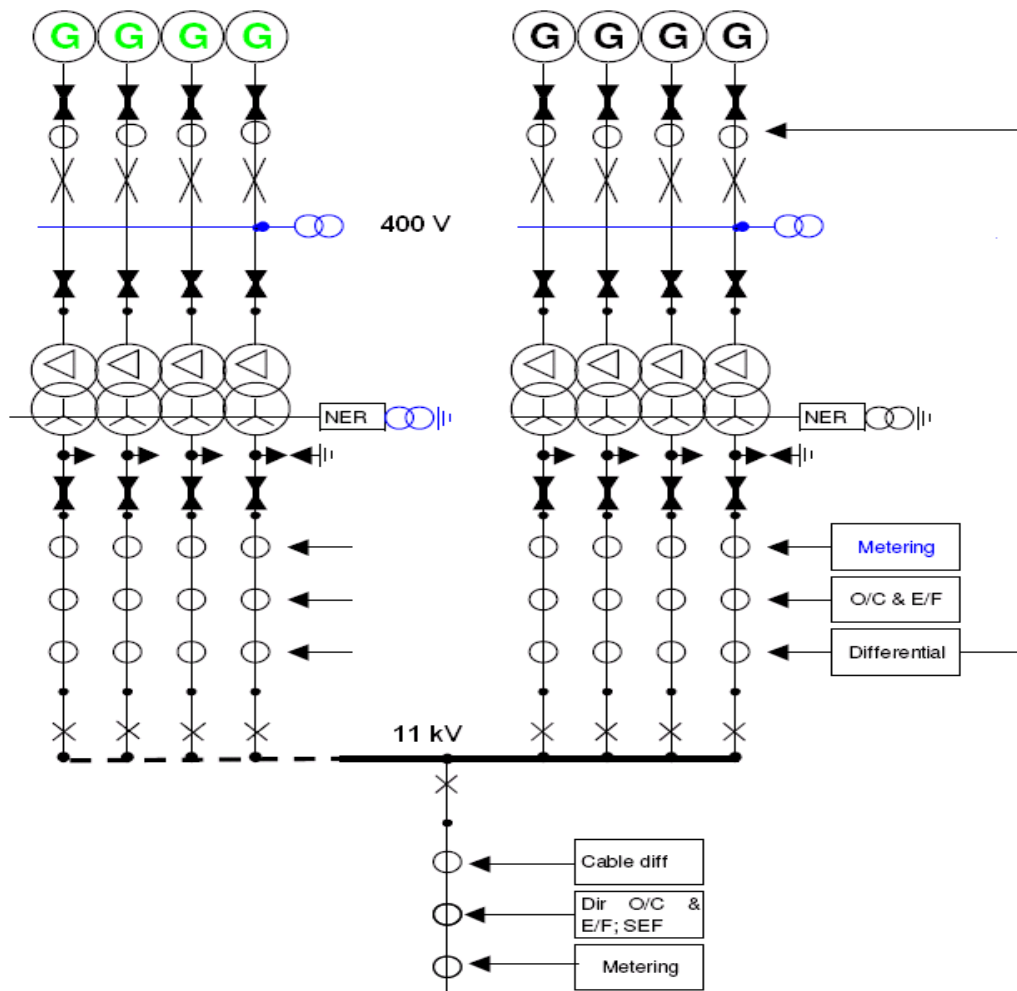 G G G G G G G G
400 V
NER NER
Metering
O/C & E/F
Differential
11 kV
Cable diff
Dir O/C &
E/F; SEF
Metering